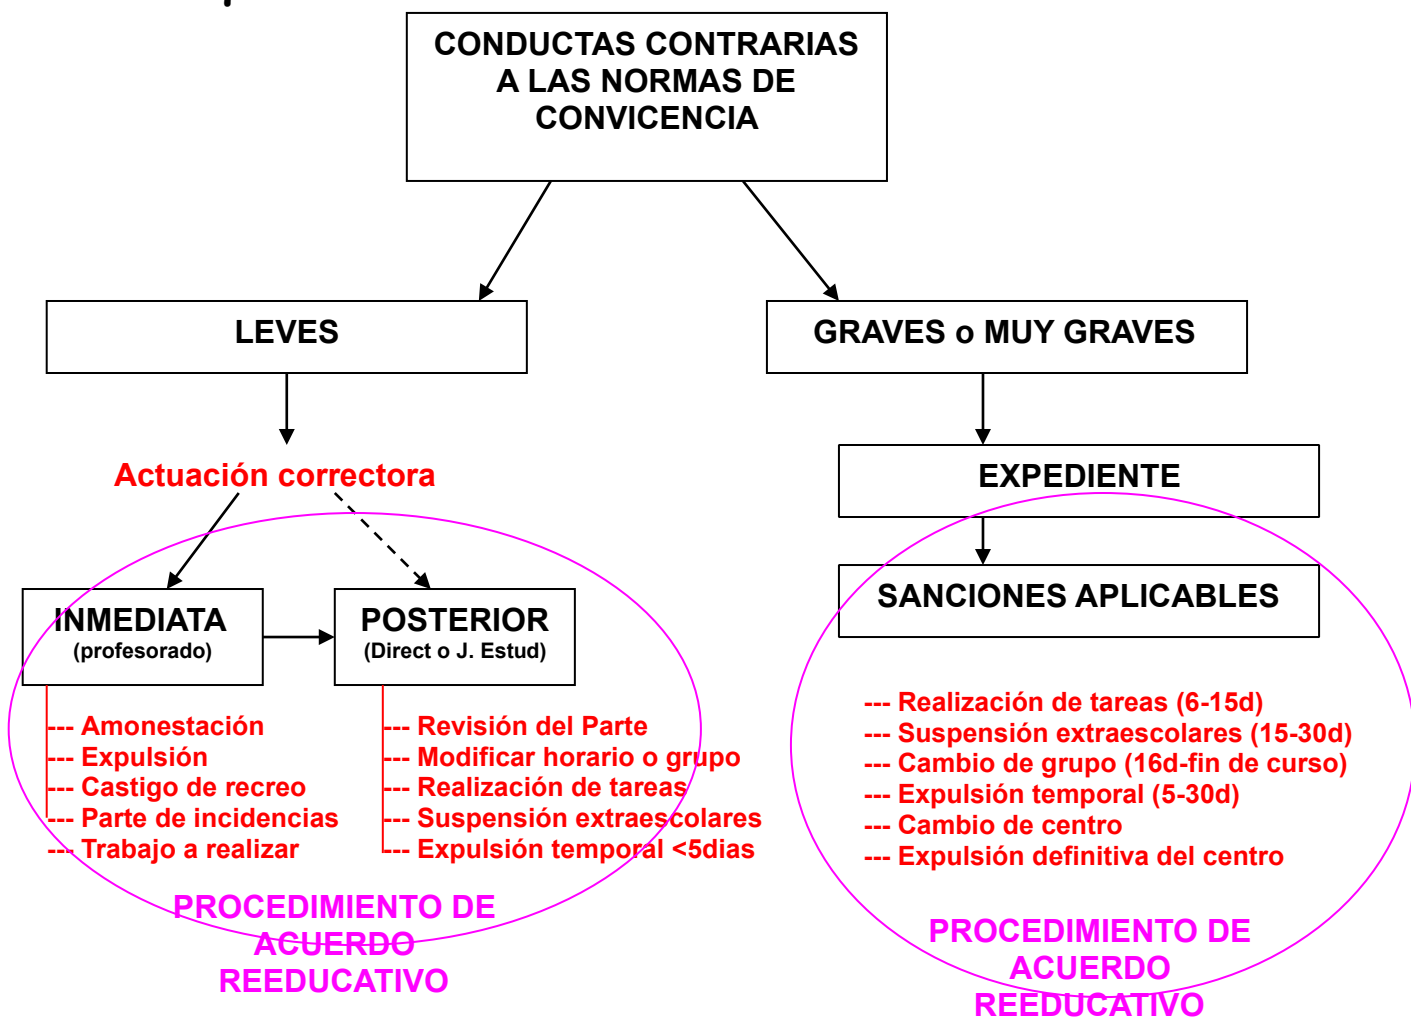 CONDUCTAS CONTRARIAS
A LAS NORMAS DE
CONVICENCIA
LEVES
GRAVES o MUY GRAVES
Actuación correctora
EXPEDIENTE
INMEDIATA
(profesorado)
POSTERIOR
(Direct o J. Estud)
SANCIONES APLICABLES
--- Amonestación
--- Expulsión
--- Castigo de recreo
--- Parte de incidencias
--- Trabajo a realizar
--- Revisión del Parte
--- Modificar horario o grupo
--- Realización de tareas
--- Suspensión extraescolares
--- Expulsión temporal <5dias
--- Realización de tareas (6-15d)
--- Suspensión extraescolares (15-30d)
--- Cambio de grupo (16d-fin de curso)
--- Expulsión temporal (5-30d)
--- Cambio de centro
--- Expulsión definitiva del centro
PROCEDIMIENTO DE
ACUERDO
REEDUCATIVO
PROCEDIMIENTO DE
ACUERDO
REEDUCATIVO